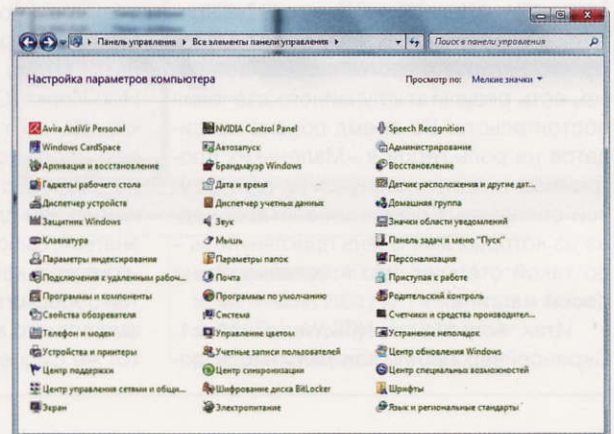 Панель управления ▸ Все элементы панели управления ▸
Поиск в панели управления
Настройка параметров компьютера
Просмотр по: Мелкие значки
Avira AntiVir Personal
Windows CardSpace
Архивация и восстановление
Гаджеты рабочего стола
Диспетчер устройств
Защитник Windows
Клавиатура
Параметры индексирования
Подключения к удаленным рабоч...
Программы и компоненты
Свойства обозревателя
Телефон и модем
Устройства и принтеры
Центр поддержки
Центр управления сетями и общи...
Экран
NVIDIA Control Panel
Автозапуск
Брандмауэр Windows
Дата и время
Диспетчер учетных данных
Звук
Мышь
Параметры папок
Почта
Программы по умолчанию
Система
Управление цветом
Учетные записи пользователей
Центр синхронизации
Шифрование диска BitLocker
Электропитание
Speech Recognition
Администрирование
Восстановление
Датчик расположения и другие дат...
Домашняя группа
Значки области уведомлений
Панель задач и меню "Пуск"
Персонализация
Приступая к работе
Родительский контроль
Счетчики и средства производител...
Устранение неполадок
Центр обновления Windows
Центр специальных возможностей
Шрифты
Язык и региональные стандарты